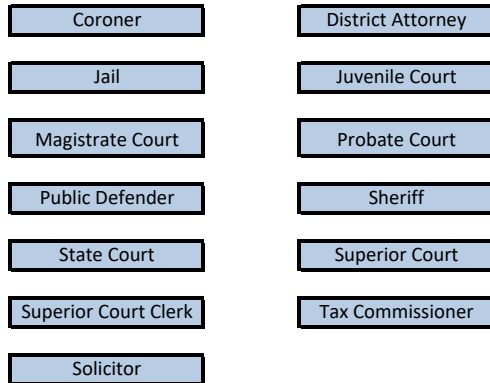 Coroner
District Attorney
Jail
Juvenile Court
Magistrate Court
Probate Court
Public Defender
Sheriff
State Court
Superior Court
Superior Court Clerk
Tax Commissioner
Solicitor